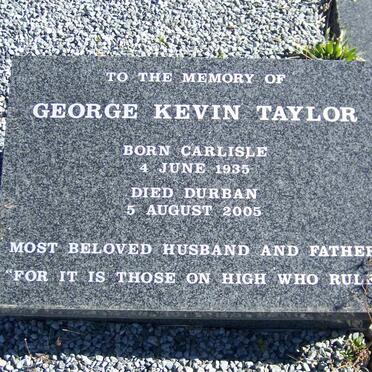 TO THE MEMORY OF
GEORGE KEVIN TAYLOR
BORN CARLISLE
4 JUNE 1935
DIED DURBAN
5 AUGUST 2005
MOST BELOVED HUSBAND AND FATHER
"FOR IT IS THOSE ON HIGH WHO RULE